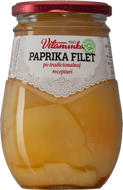 Vitaminka
PAPRIKA FILET
po tradicionalnoj
recepturi